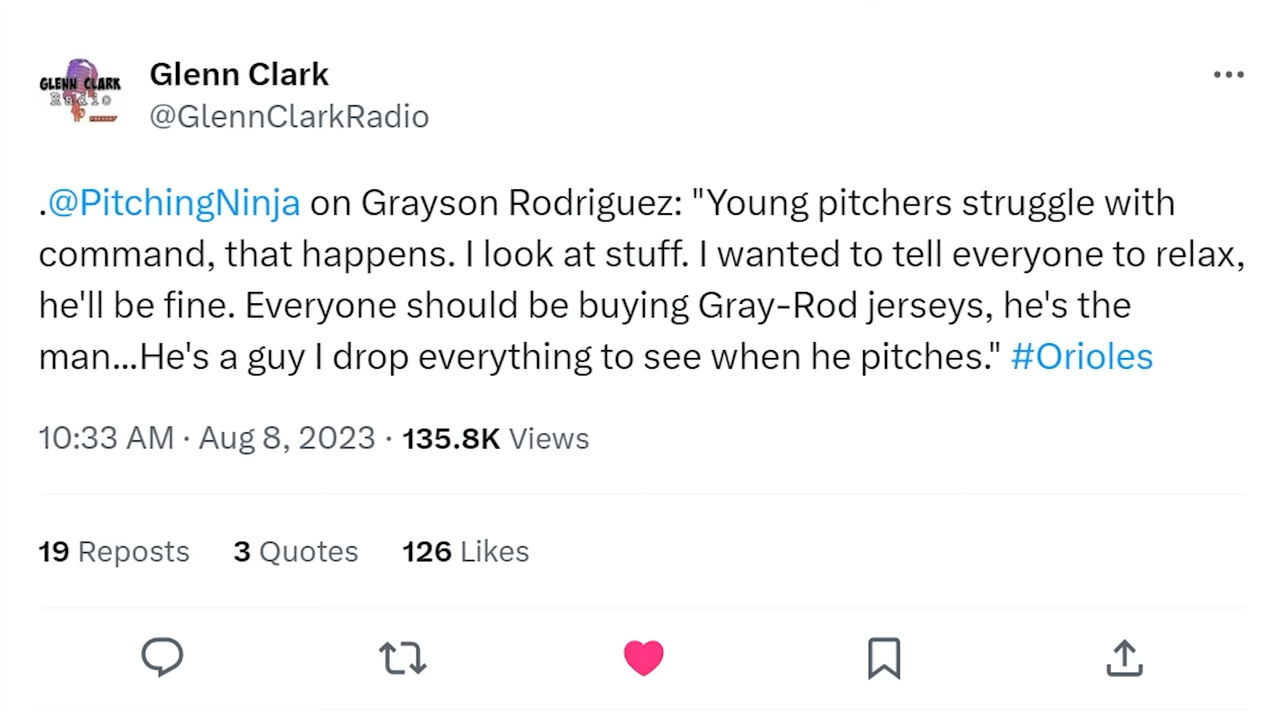 GLENN CLARK
Radio
Glenn Clark
@GlennClarkRadio
.@PitchingNinja on Grayson Rodriguez: "Young pitchers struggle with
command, that happens. I look at stuff. I wanted to tell everyone to relax,
he'll be fine. Everyone should be buying Gray-Rod jerseys, he's the
man...He's a guy I drop everything to see when he pitches." #Orioles
10:33 AM · Aug 8, 2023 · 135.8K Views
19 Reposts 3 Quotes 126 Likes